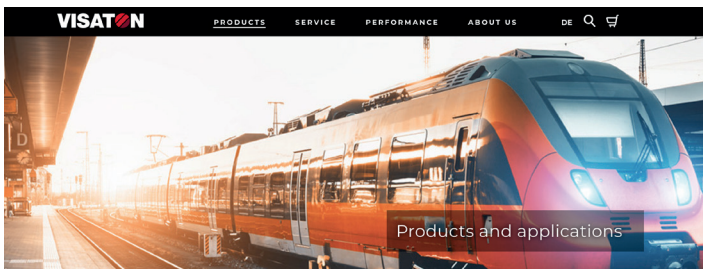 VISATON PRODUCTS SERVICE PERFORMANCE ABOUT US DE
D
Products and applications